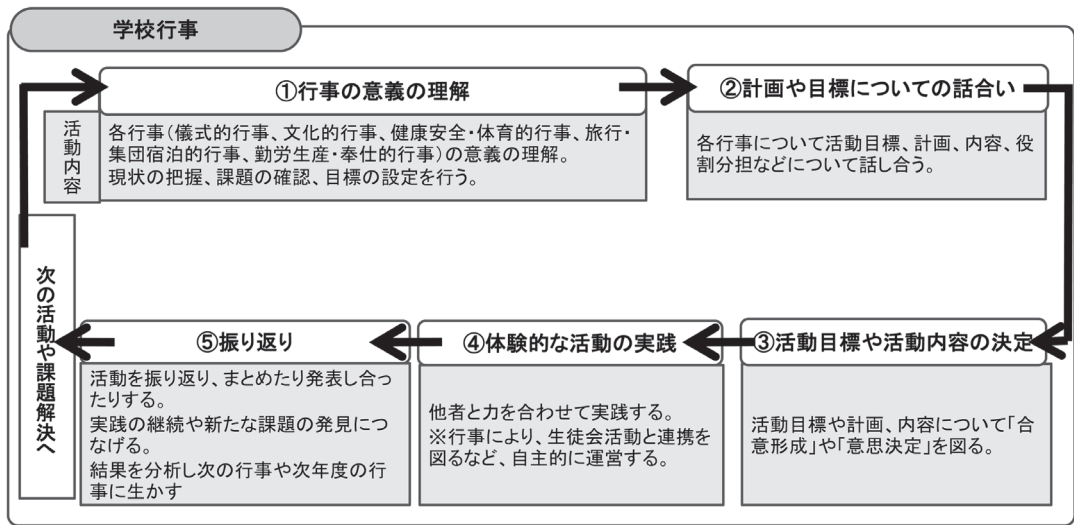 学校行事
①行事の意義の理解
活動内容
各行事(儀式的行事、文化的行事、健康安全・体育的行事、旅行・
集団宿泊的行事、勤労生産・奉仕的行事)の意義の理解。
現状の把握、課題の確認、目標の設定を行う。
②計画や目標についての話合い
各行事について活動目標、計画、内容、役
割分担などについて話し合う。
③活動目標や活動内容の決定
活動目標や計画、内容について「合
意形成」や「意思決定」を図る。
④体験的な活動の実践
他者と力を合わせて実践する。
※行事により、生徒会活動と連携を
図るなど、自主的に運営する。
⑤振り返り
活動を振り返り、まとめたり発表し合っ
たりする。
実践の継続や新たな課題の発見につ
なげる。
結果を分析し次の行事や次年度の行
事に生かす
次の活動や課題解決へ